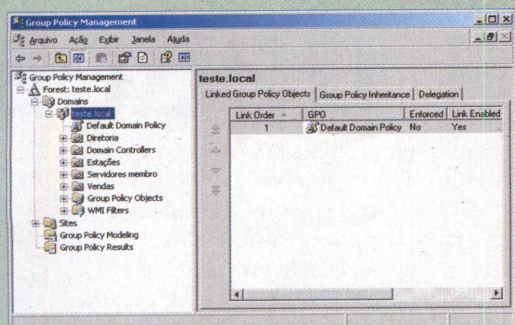 Group Policy Management
Arquivo Ação Exibir Janela Ajuda
Group Policy Management
Forest: teste.local
Domains
teste.local
Default Domain Policy
Diretoria
Domain Controllers
Estações
Servidores membro
Vendas
Group Policy Objects
WMI Filters
Sites
Group Policy Modeling
Group Policy Results
teste.local
Linked Group Policy Objects Group Policy Inheritance Delegation
Link Order GPO Enforced Link Enabled
1 Default Domain Policy No Yes